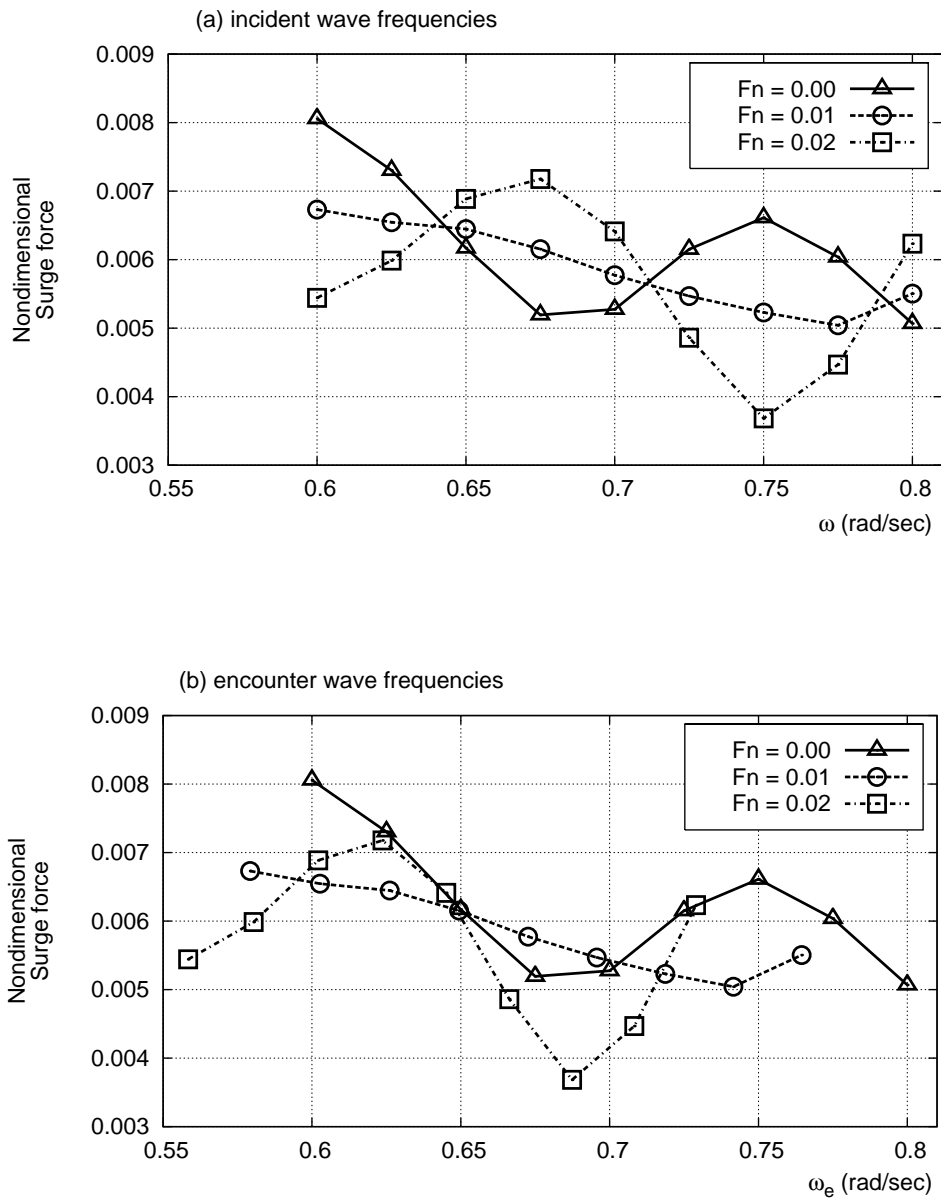 (a) incident wave frequencies
0.009
0.008
0.007
0.006
0.005
0.004
0.003
Nondimensional
Surge force
Fn = 0.00
Fn = 0.01
Fn = 0.02
0.55 0.6 0.65 0.7 0.75 0.8
ω (rad/sec)
(b) encounter wave frequencies
0.009
0.008
0.007
0.006
0.005
0.004
0.003
Nondimensional
Surge force
Fn = 0.00
Fn = 0.01
Fn = 0.02
0.55 0.6 0.65 0.7 0.75 0.8
ωe (rad/sec)